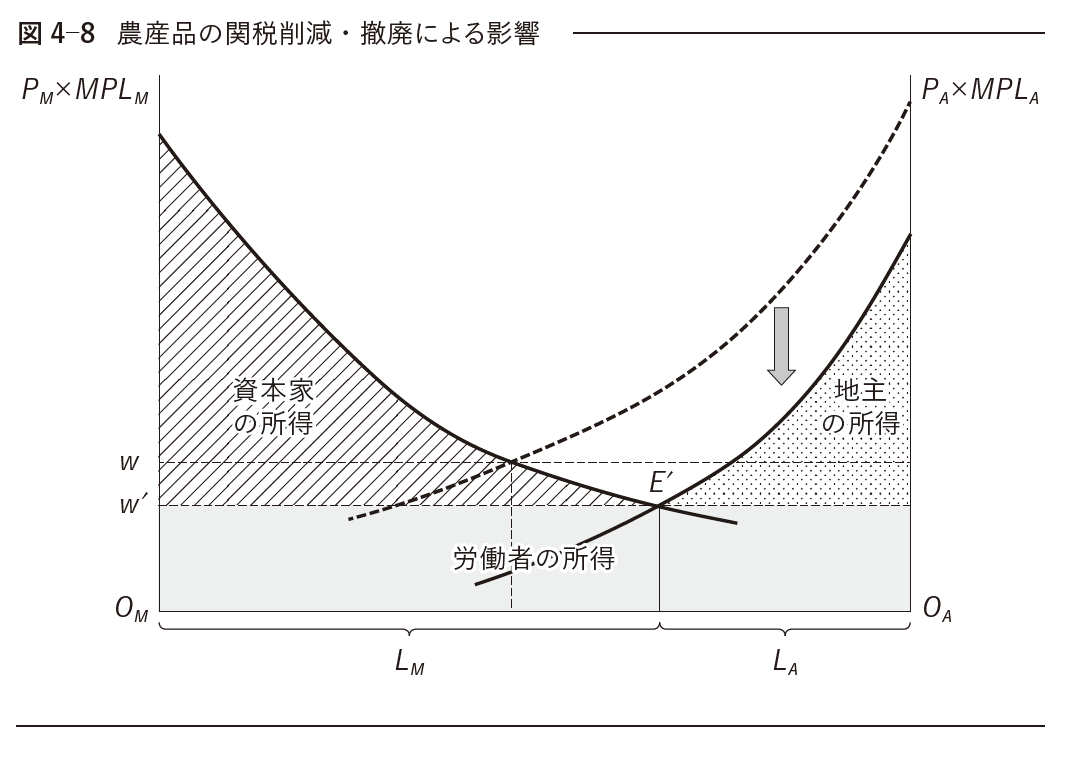 図 4–8 農産品の関税削減・撤廃による影響
P_M×MPL_M
P_A×MPL_A
資本家
の所得
地主
の所得
w
E′
w′
労働者の所得
O_M
O_A
L_M
L_A